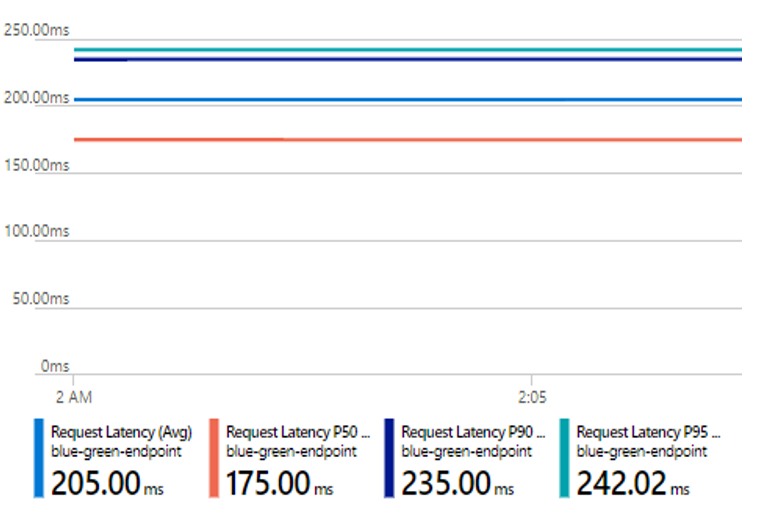 250.00ms
200.00ms
150.00ms
100.00ms
50.00ms
0ms
2 AM 2:05
Request Latency (Avg)
blue-green-endpoint
205.00 ms
Request Latency P50 ...
blue-green-endpoint
175.00 ms
Request Latency P90 ...
blue-green-endpoint
235.00 ms
Request Latency P95 ...
blue-green-endpoint
242.02 ms